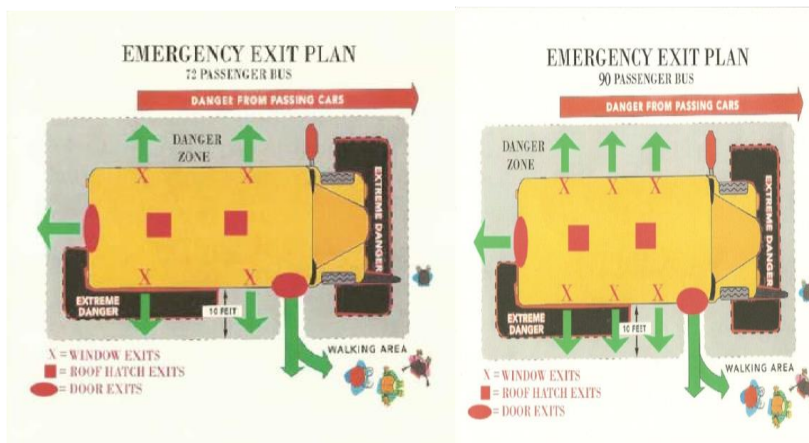 EMERGENCY EXIT PLAN
72 PASSENGER BUS
DANGER FROM PASSING CARS
DANGER
ZONE
X
X
EXTREME DANGER
X
X
EXTREME
DANGER
10 FEET
WALKING AREA
X = WINDOW EXITS
= ROOF HATCH EXITS
= DOOR EXITS
EMERGENCY EXIT PLAN
90 PASSENGER BUS
DANGER FROM PASSING CARS
DANGER
ZONE
X X X
EXTREME DANGER
X X X
EXTREME
DANGER
10 FEET
WALKING AREA
X = WINDOW EXITS
= ROOF HATCH EXITS
= DOOR EXITS